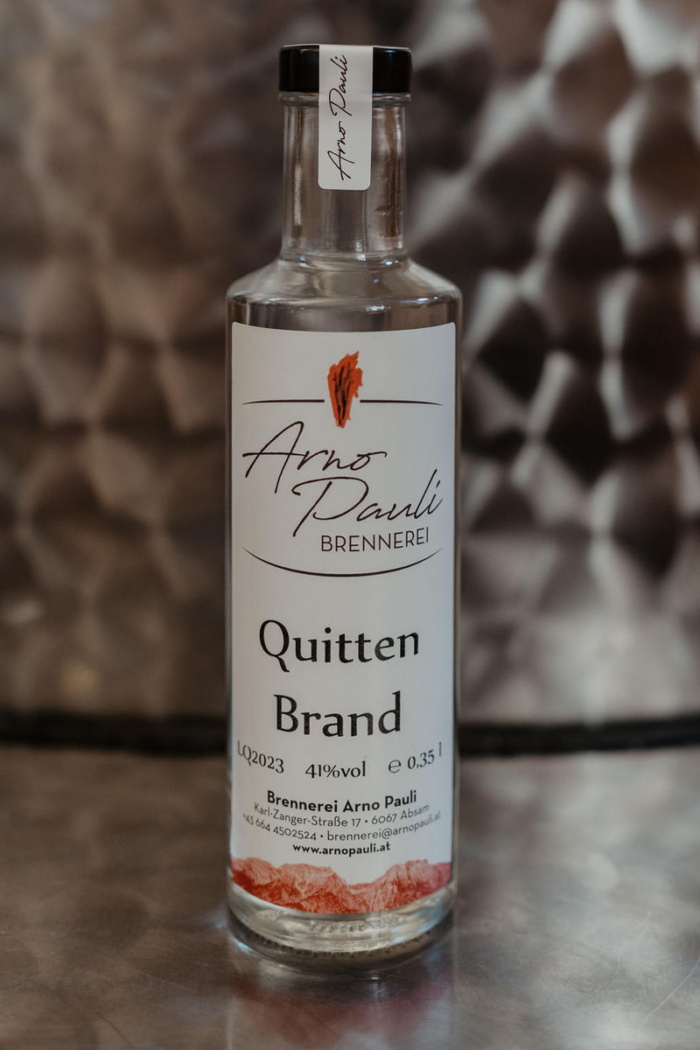 Arno Pauli
Arno
Pauli
BRENNEREI
Quitten
Brand
LQ2023 41%vol ℮ 0.35 l
Brennerei Arno Pauli
Karl-Zanger-Straße 17 • 6067 Absam
+43 664 4502524 • brennerei@arnopauli.at
www.arnopauli.at